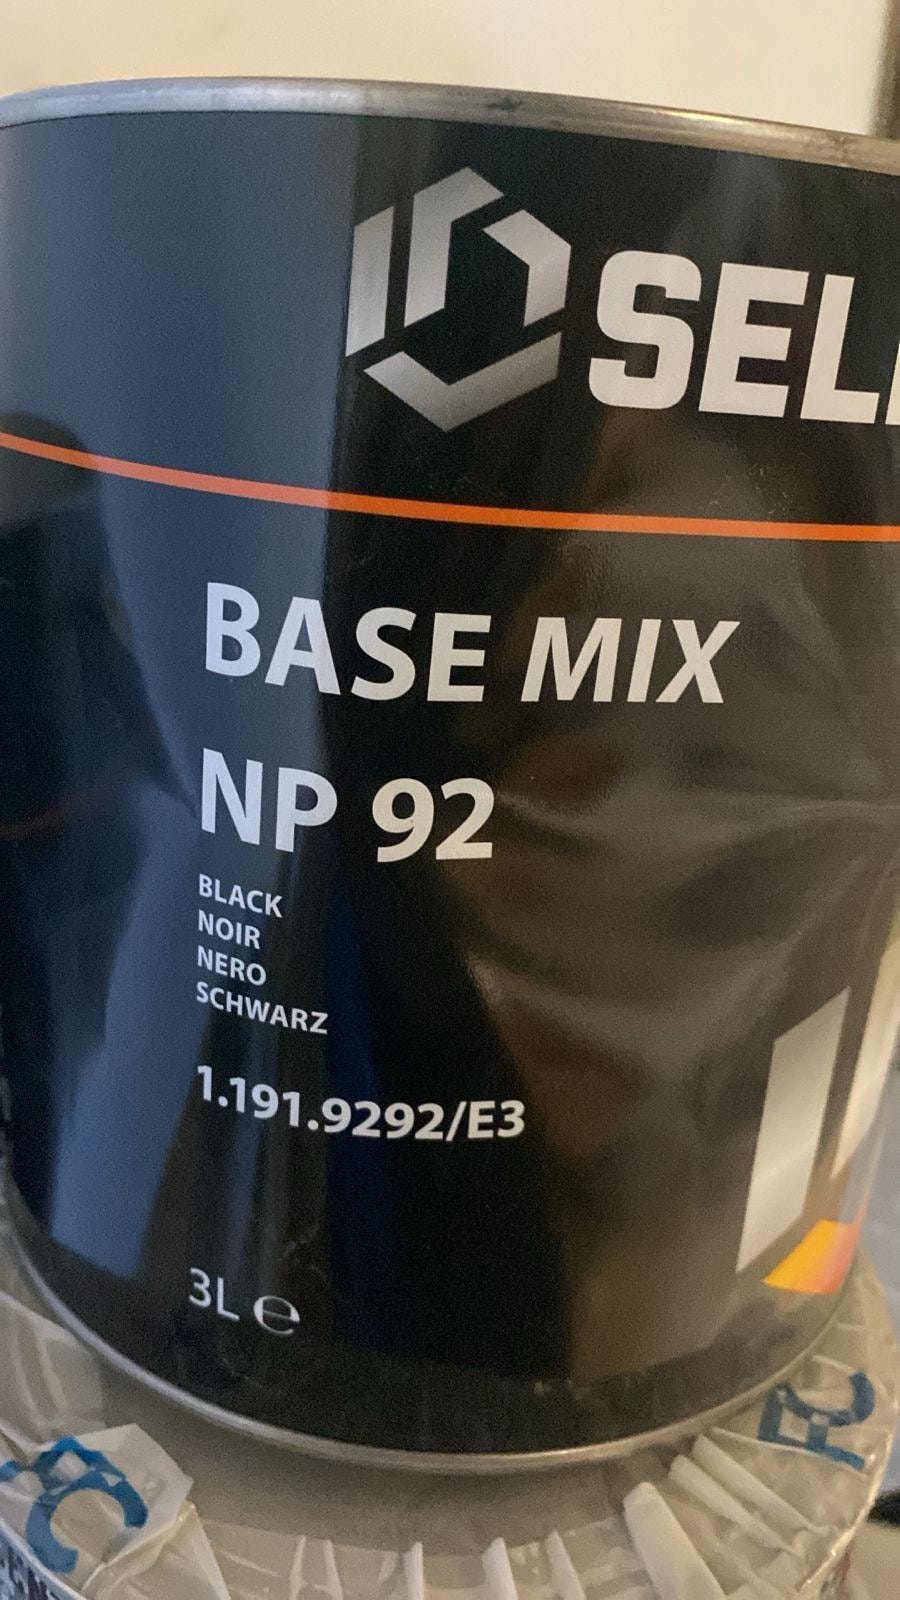 SEL
BASE MIX
NP 92
BLACK
NOIR
NERO
SCHWARZ
1.191.9292/E3
3L ℮